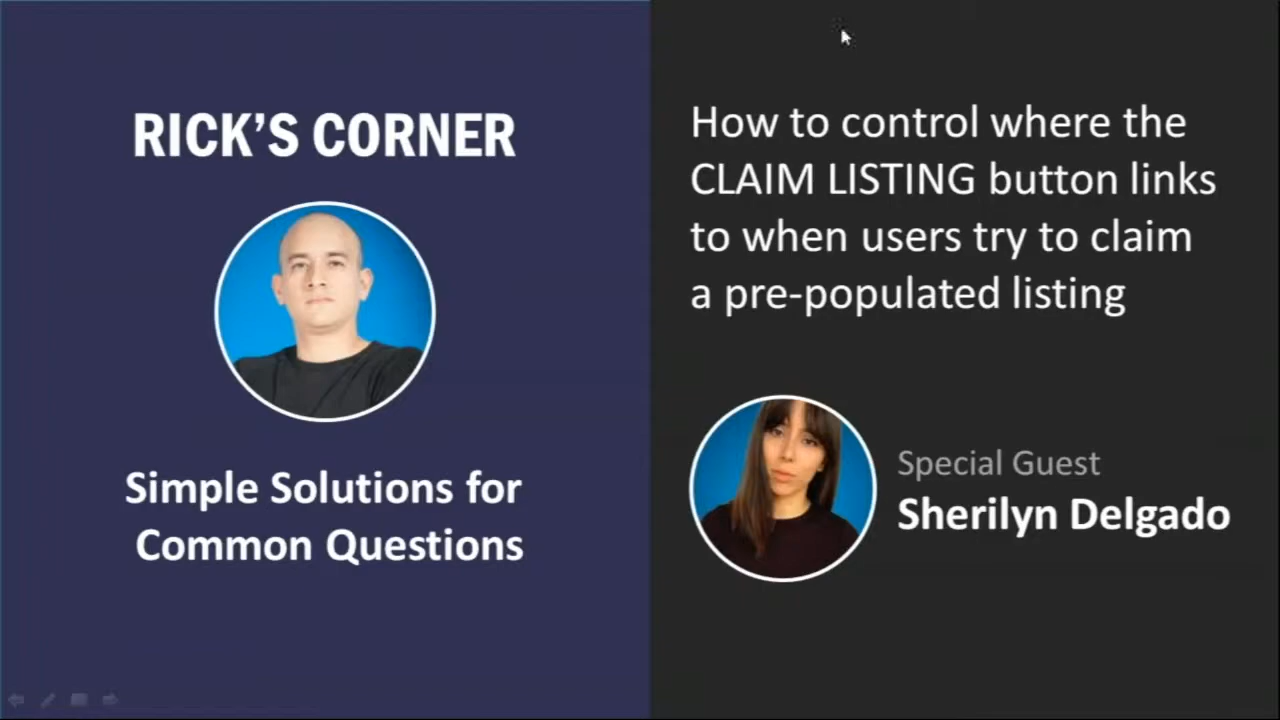 RICK'S CORNER
Simple Solutions for
Common Questions
How to control where the
CLAIM LISTING button links
to when users try to claim
a pre-populated listing
Special Guest
Sherilyn Delgado